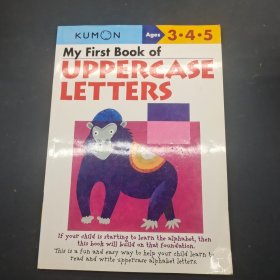 KUMON Ages 3•4•5
My First Book of
UPPERCASE
LETTERS
If your child is starting to learn the alphabet, then
this book will build on that foundation.
This is a fun and easy way to help your child learn to
read and write uppercase alphabet letters.